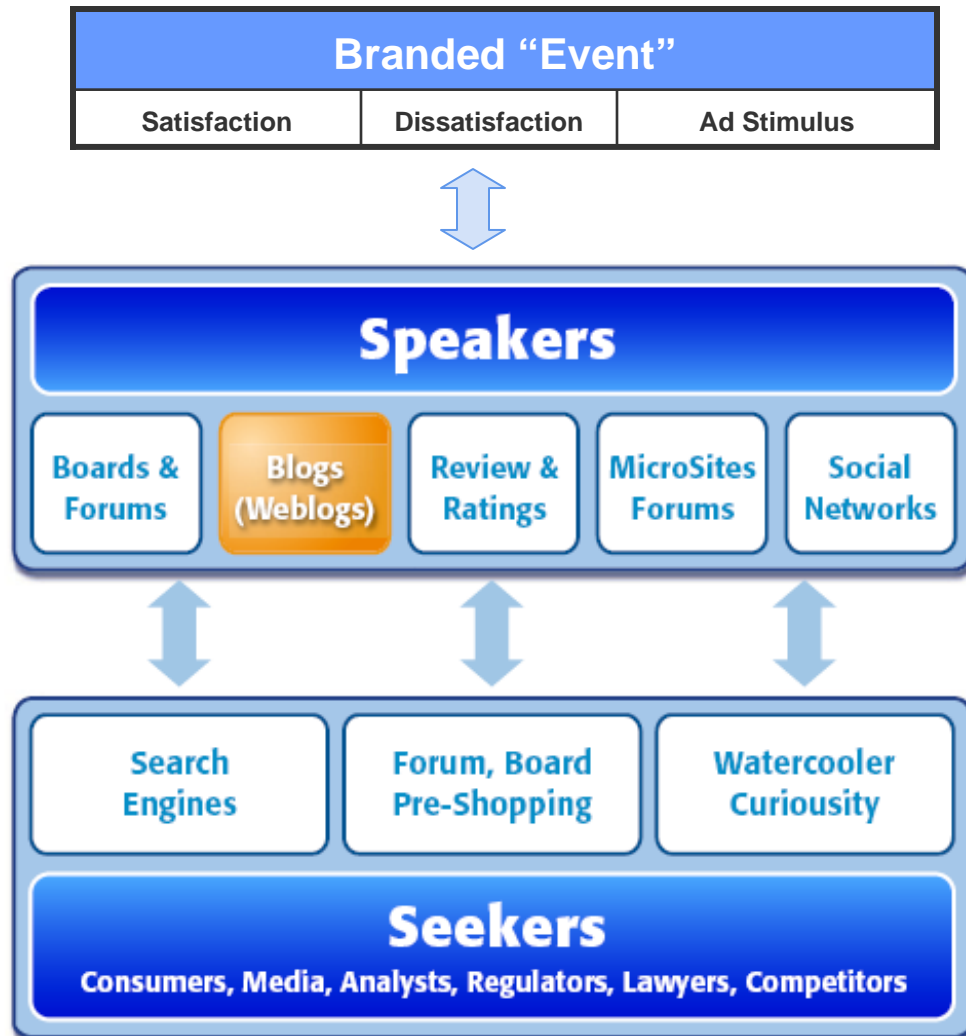 Branded “Event”
Satisfaction
Dissatisfaction
Ad Stimulus
Speakers
Boards &
Forums
Blogs
(Weblogs)
Review &
Ratings
MicroSites
Forums
Social
Networks
Search
Engines
Forum, Board
Pre-Shopping
Watercooler
Curiousity
Seekers
Consumers, Media, Analysts, Regulators, Lawyers, Competitors